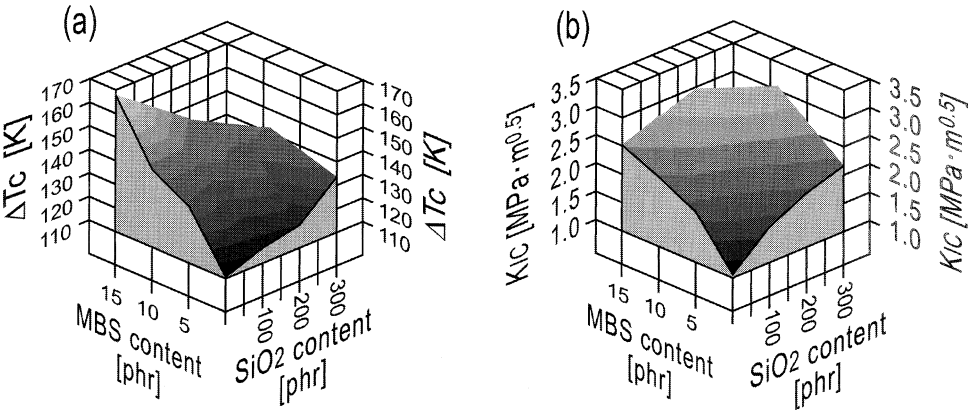 (a)
170
160
150
140
130
120
110
ΔTc [K]
170
160
150
140
130
120
110
ΔTc [K]
15
10
5
MBS content
[phr]
100
200
300
SiO2 content
[phr]
(b)
3.5
3.0
2.5
2.0
1.5
1.0
KIC [MPa·m0.5]
3.5
3.0
2.5
2.0
1.5
1.0
KIC [MPa·m0.5]
15
10
5
MBS content
[phr]
100
200
300
SiO2 content
[phr]